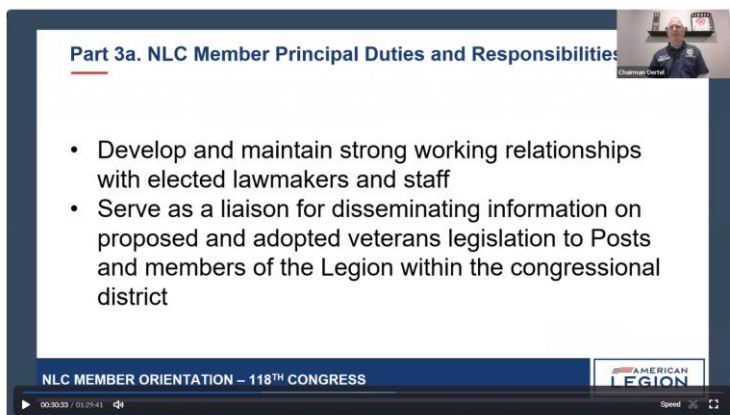 Part 3a. NLC Member Principal Duties and Responsibilities
Chairman Oertel
• Develop and maintain strong working relationships
with elected lawmakers and staff
• Serve as a liaison for disseminating information on
proposed and adopted veterans legislation to Posts
and members of the Legion within the congressional
district
NLC MEMBER ORIENTATION – 118TH CONGRESS
AMERICAN
LEGION
00:30:33 / 01:29:41
Speed